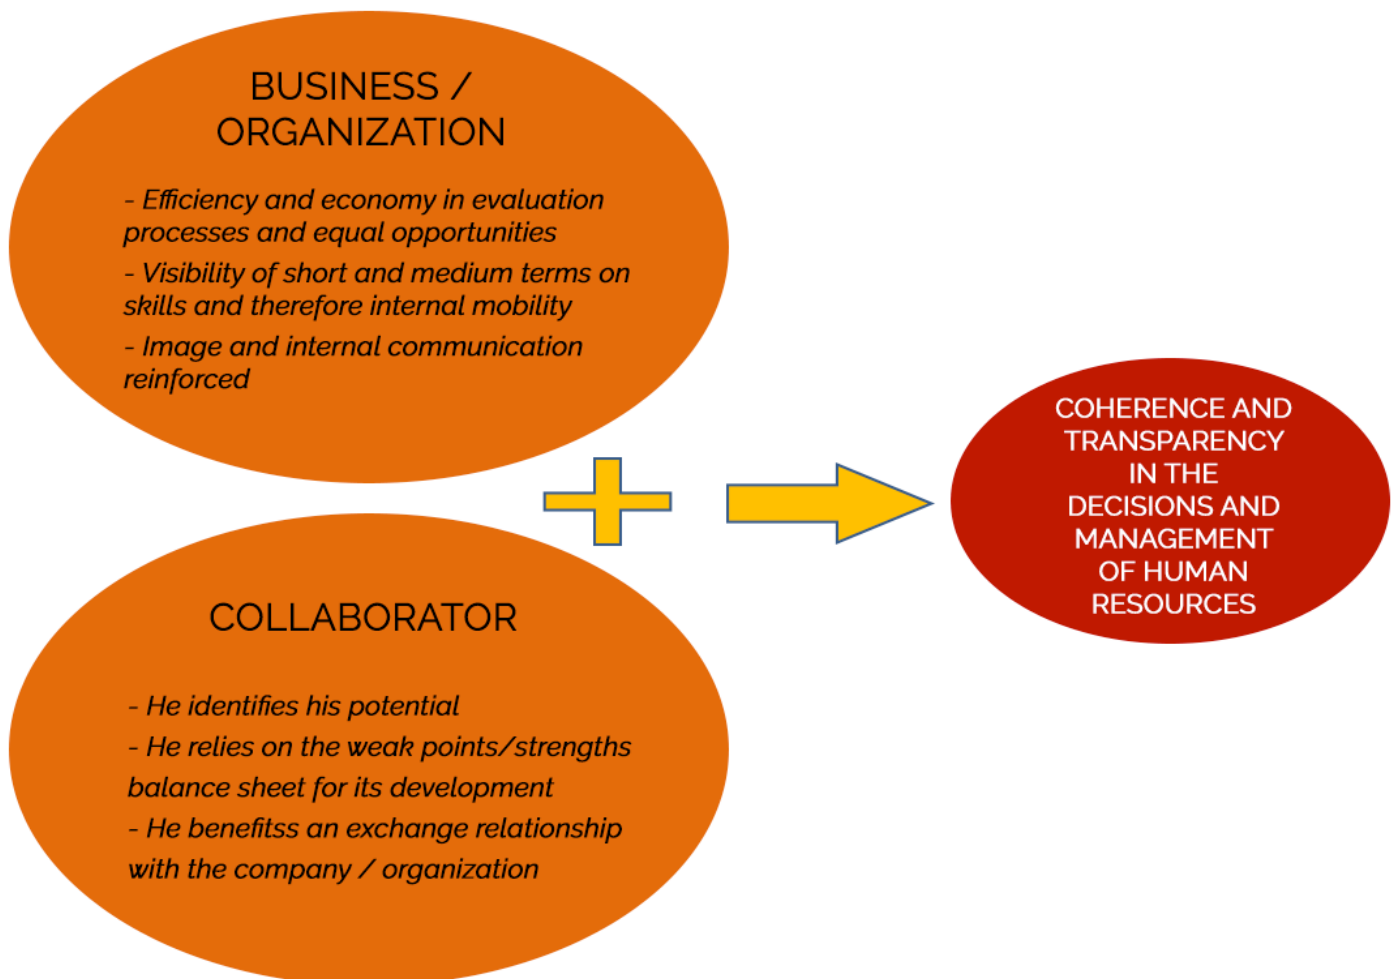 BUSINESS /
ORGANIZATION
- Efficiency and economy in evaluation
processes and equal opportunities
- Visibility of short and medium terms on
skills and therefore internal mobility
- Image and internal communication
reinforced
COLLABORATOR
- He identifies his potential
- He relies on the weak points/strengths
balance sheet for its development
- He benefitss an exchange relationship
with the company / organization
COHERENCE AND
TRANSPARENCY
IN THE
DECISIONS AND
MANAGEMENT
OF HUMAN
RESOURCES